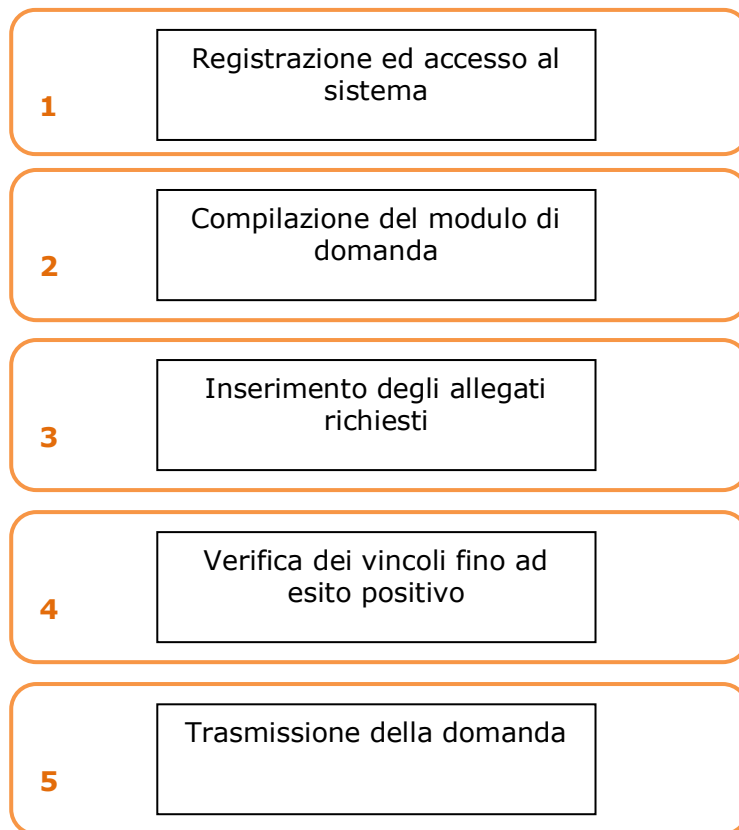 Registrazione ed accesso al
sistema
1
Compilazione del modulo di
domanda
2
Inserimento degli allegati
richiesti
3
Verifica dei vincoli fino ad
esito positivo
4
Trasmissione della domanda
5